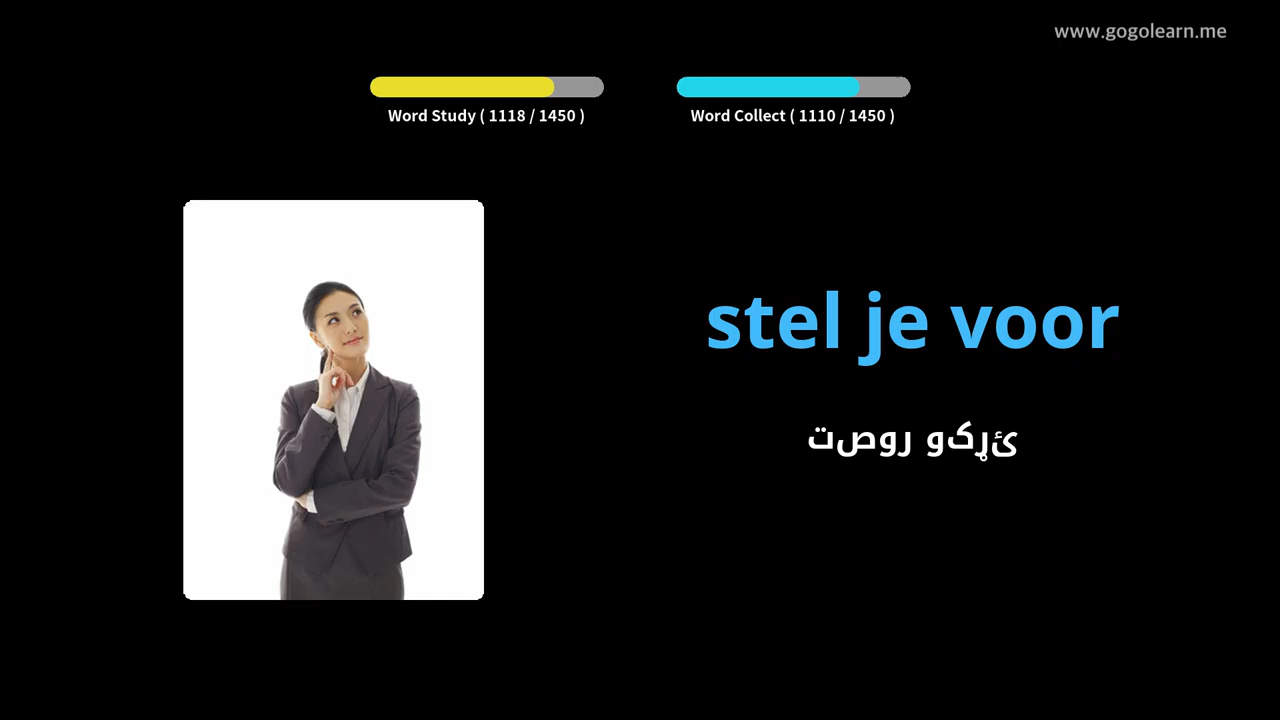 www.gogolearn.me
Word Study ( 1118 / 1450 )
Word Collect ( 1110 / 1450 )
stel je voor
تصور وکړئ